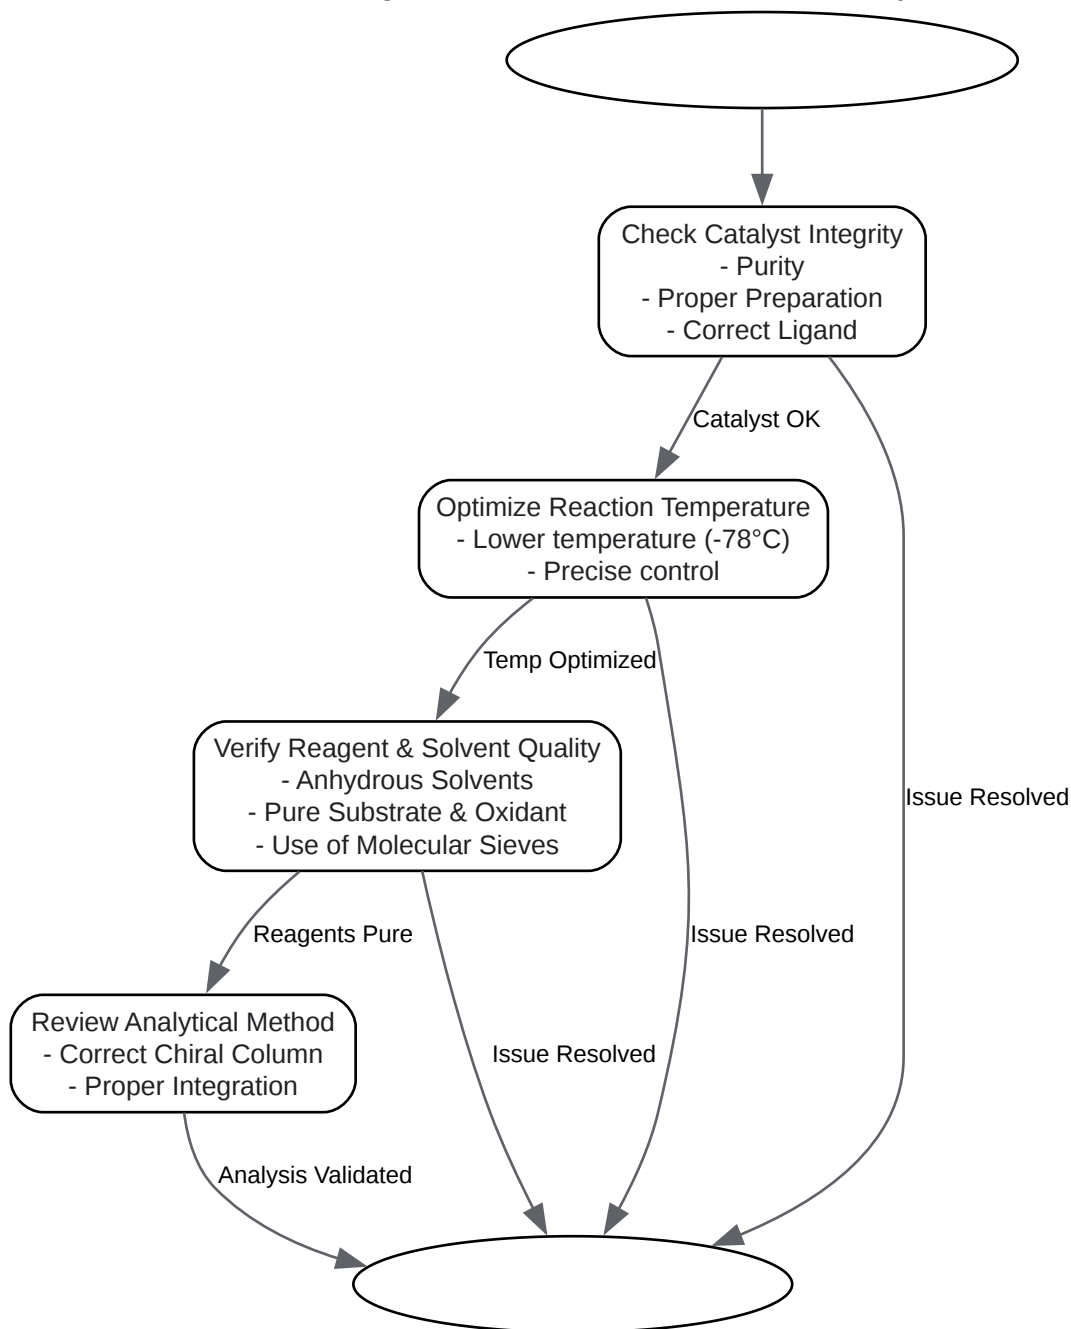 Check Catalyst Integrity
- Purity
- Proper Preparation
- Correct Ligand
Catalyst OK
Optimize Reaction Temperature
- Lower temperature (-78°C)
- Precise control
Temp Optimized
Verify Reagent & Solvent Quality
- Anhydrous Solvents
- Pure Substrate & Oxidant
- Use of Molecular Sieves
Issue Resolved
Reagents Pure
Issue Resolved
Review Analytical Method
- Correct Chiral Column
- Proper Integration
Issue Resolved
Analysis Validated